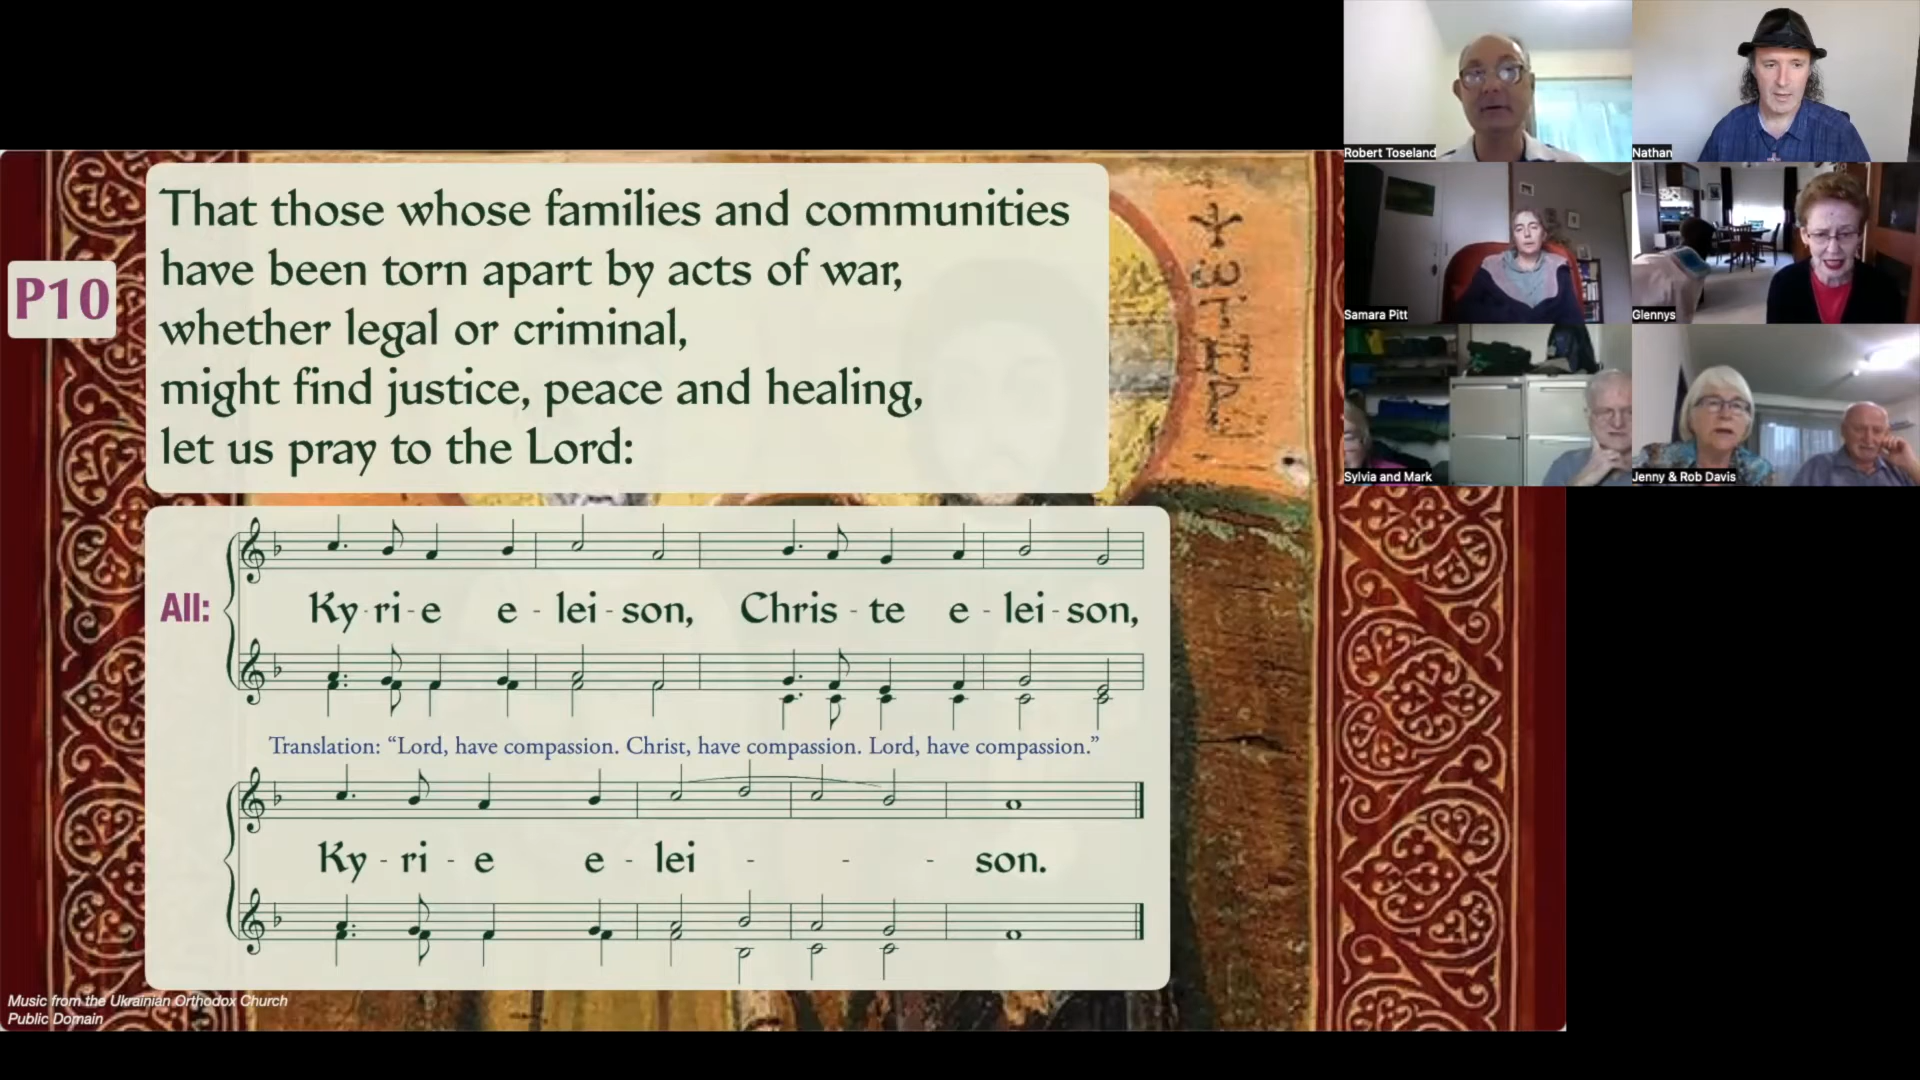 P10
That those whose families and communities
have been torn apart by acts of war,
whether legal or criminal,
might find justice, peace and healing,
let us pray to the Lord:
All:
Ky-ri-e e-lei-son, Chris-te e-lei-son,
Translation: “Lord, have compassion. Christ, have compassion. Lord, have compassion.”
Ky-ri-e e-lei - - - son.
Music from the Ukrainian Orthodox Church
Public Domain
Robert Toseland
Nathan
Samara Pitt
Glennys
Sylvia and Mark
Jenny & Rob Davis